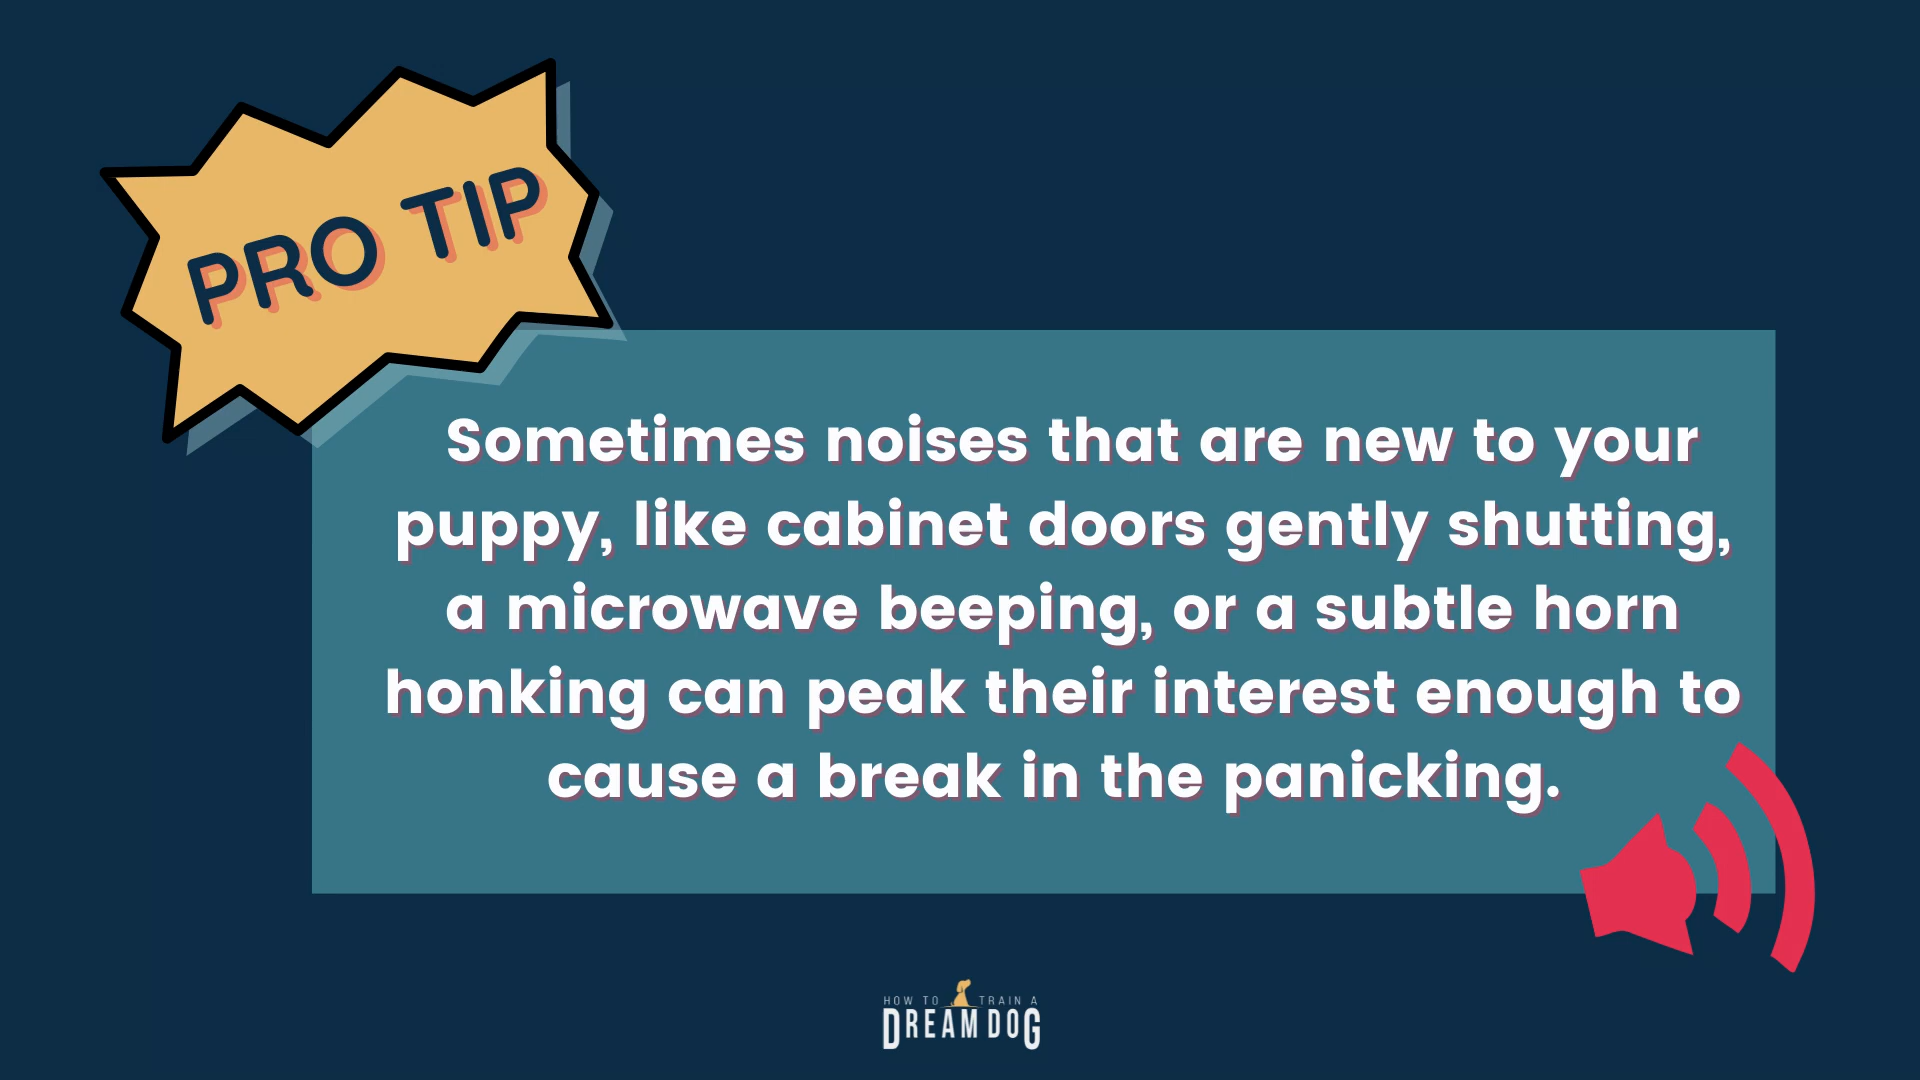 PRO TIP
Sometimes noises that are new to your
puppy, like cabinet doors gently shutting,
a microwave beeping, or a subtle horn
honking can peak their interest enough to
cause a break in the panicking.
HOW TO TRAIN A
DREAM DOG